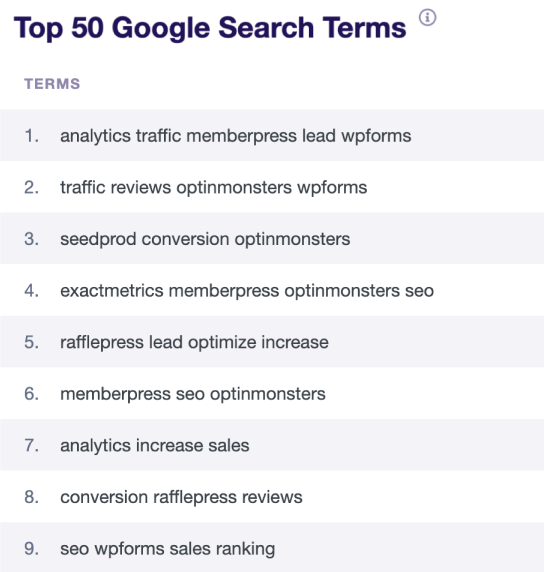 Top 50 Google Search Terms
TERMS
1. analytics traffic memberpress lead wpforms
2. traffic reviews optinmonsters wpforms
3. seedprod conversion optinmonsters
4. exactmetrics memberpress optinmonsters seo
5. rafflepress lead optimize increase
6. memberpress seo optinmonsters
7. analytics increase sales
8. conversion rafflepress reviews
9. seo wpforms sales ranking